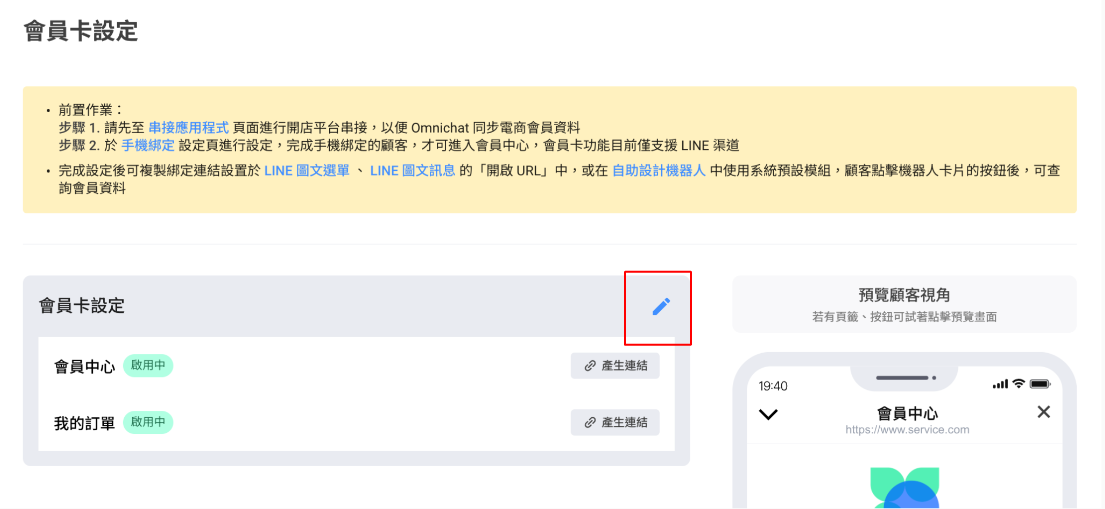 會員卡設定
• 前置作業：
步驟 1. 請先至 串接應用程式 頁面進行開店平台串接，以便 Omnichat 同步電商會員資料
步驟 2. 於 手機綁定 設定頁進行設定，完成手機綁定的顧客，才可進入會員中心，會員卡功能目前僅支援 LINE 渠道
• 完成設定後可複製綁定連結設置於 LINE 圖文選單 、 LINE 圖文訊息 的「開啟 URL」中，或在 自助設計機器人 中使用系統預設模組，顧客點擊機器人卡片的按鈕後，可查
詢會員資料
會員卡設定
會員中心 啟用中 產生連結
我的訂單 啟用中 產生連結
預覽顧客視角
若有頁籤、按鈕可試著點擊預覽畫面
19:40
會員中心
https://www.service.com